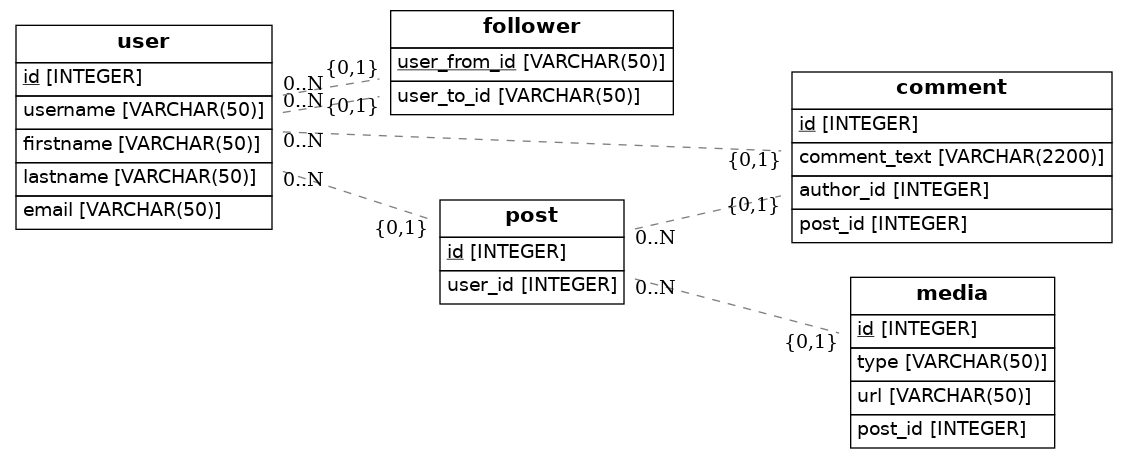 user
id [INTEGER]
username [VARCHAR(50)]
firstname [VARCHAR(50)]
lastname [VARCHAR(50)]
email [VARCHAR(50)]
follower
user_from_id [VARCHAR(50)]
user_to_id [VARCHAR(50)]
{0,1}
0..N
0..N
{0,1}
0..N
{0,1}
0..N
{0,1}
comment
id [INTEGER]
comment_text [VARCHAR(2200)]
author_id [INTEGER]
post_id [INTEGER]
post
id [INTEGER]
user_id [INTEGER]
{0,1}
0..N
0..N
{0,1}
media
id [INTEGER]
type [VARCHAR(50)]
url [VARCHAR(50)]
post_id [INTEGER]